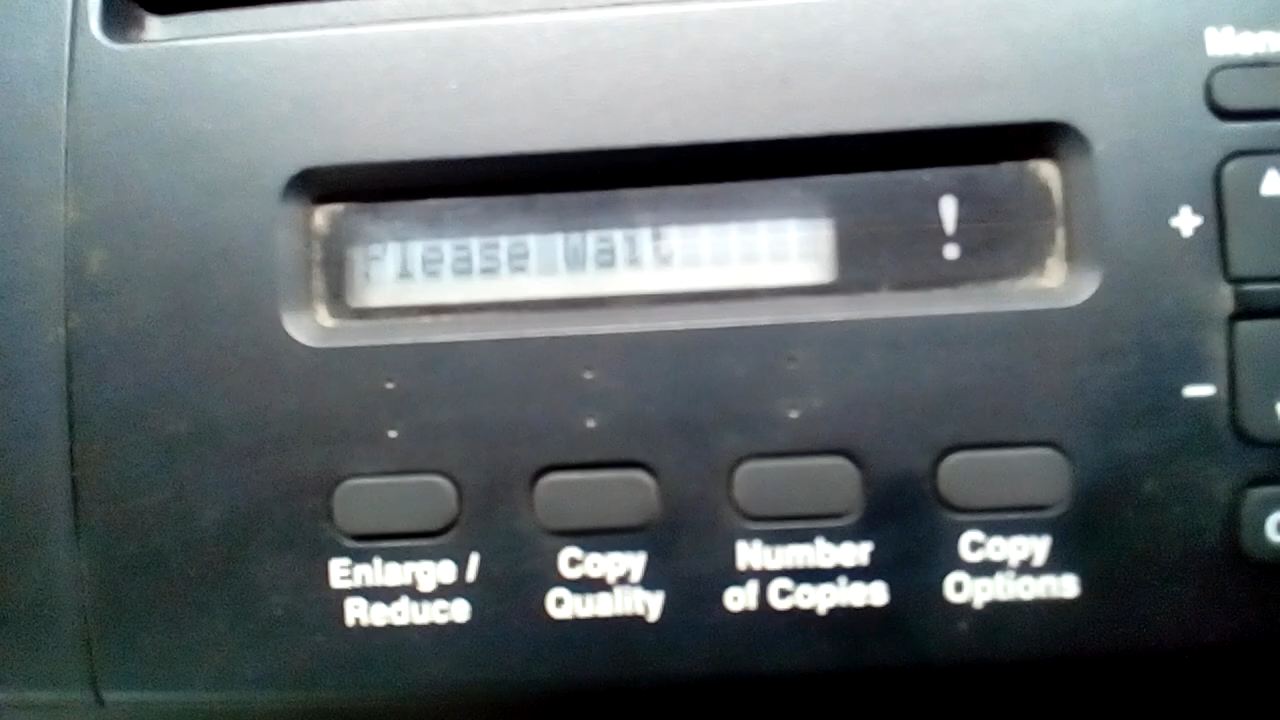 Please Wait
!
+
-
Enlarge /
Reduce
Copy
Quality
Number
of Copies
Copy
Options